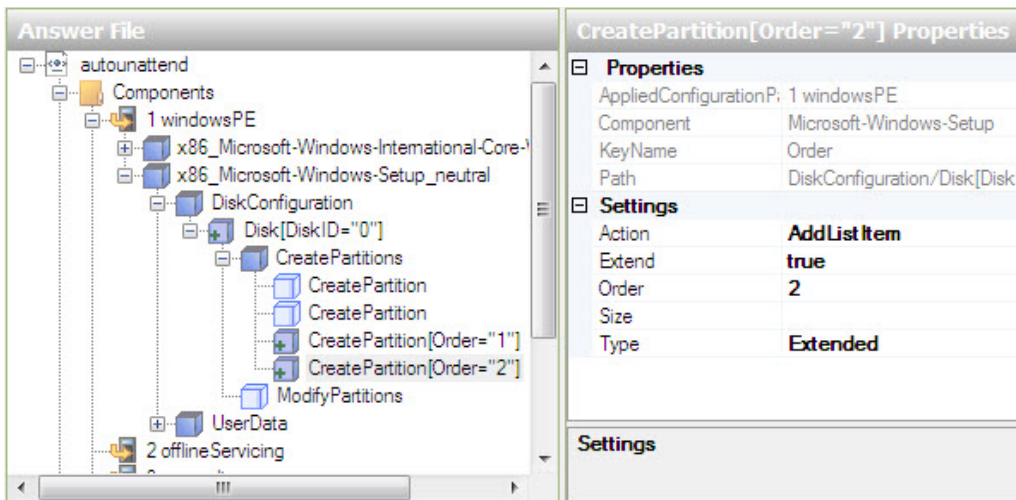 Answer File
autounattend
Components
1 windowsPE
x86_Microsoft-Windows-International-Core-
x86_Microsoft-Windows-Setup_neutral
DiskConfiguration
Disk[DiskID="0"]
CreatePartitions
CreatePartition
CreatePartition
CreatePartition[Order="1"]
CreatePartition[Order="2"]
ModifyPartitions
UserData
2 offlineServicing
CreatePartition[Order="2"] Properties
Properties
AppliedConfigurationPa 1 windowsPE
Component Microsoft-Windows-Setup
KeyName Order
Path DiskConfiguration/Disk[Disk
Settings
Action AddListItem
Extend true
Order 2
Size
Type Extended
Settings